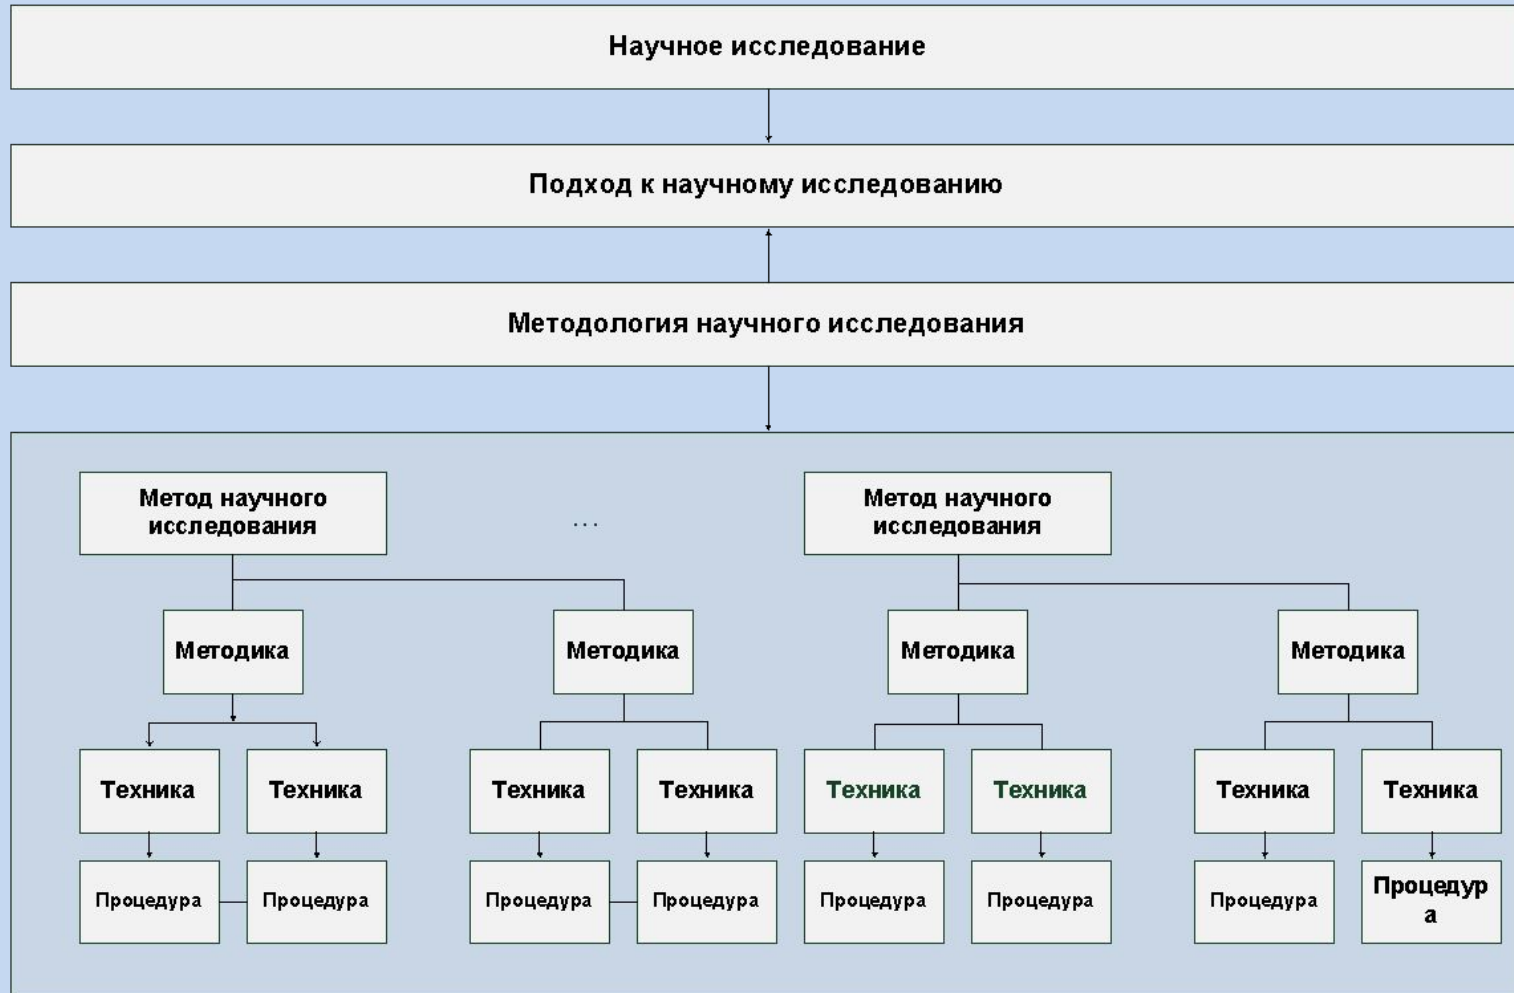 Научное исследование
Подход к научному исследованию
Методология научного исследования
Метод научного
исследования
...
Метод научного
исследования
Методика
Методика
Методика
Методика
Техника
Техника
Техника
Техника
Техника
Техника
Техника
Техника
Процедура
Процедура
Процедура
Процедура
Процедура
Процедура
Процедура
Процедур
а